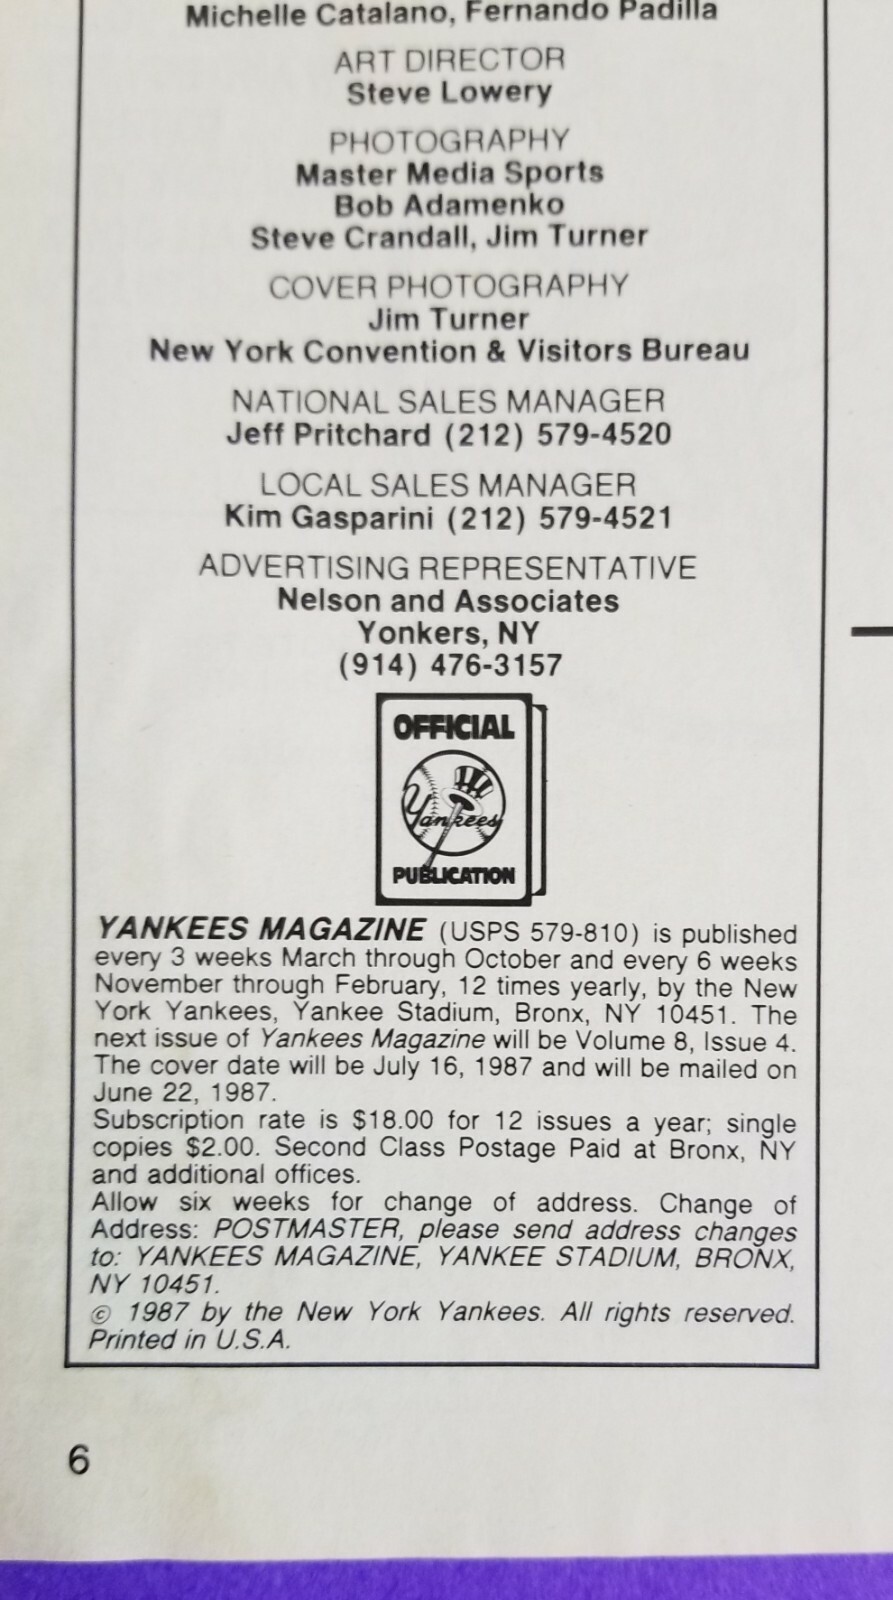 Michelle Catalano, Fernando Padilla
ART DIRECTOR
Steve Lowery
PHOTOGRAPHY
Master Media Sports
Bob Adamenko
Steve Crandall, Jim Turner
COVER PHOTOGRAPHY
Jim Turner
New York Convention & Visitors Bureau
NATIONAL SALES MANAGER
Jeff Pritchard (212) 579-4520
LOCAL SALES MANAGER
Kim Gasparini (212) 579-4521
ADVERTISING REPRESENTATIVE
Nelson and Associates
Yonkers, NY
(914) 476-3157
OFFICIAL
Yankees
PUBLICATION
YANKEES MAGAZINE (USPS 579-810) is published
every 3 weeks March through October and every 6 weeks
November through February, 12 times yearly, by the New
York Yankees, Yankee Stadium, Bronx, NY 10451. The
next issue of Yankees Magazine will be Volume 8, Issue 4.
The cover date will be July 16, 1987 and will be mailed on
June 22, 1987.
Subscription rate is $18.00 for 12 issues a year; single
copies $2.00. Second Class Postage Paid at Bronx, NY
and additional offices.
Allow six weeks for change of address. Change of
Address: POSTMASTER, please send address changes
to: YANKEES MAGAZINE, YANKEE STADIUM, BRONX,
NY 10451.
© 1987 by the New York Yankees. All rights reserved.
Printed in U.S.A.
6